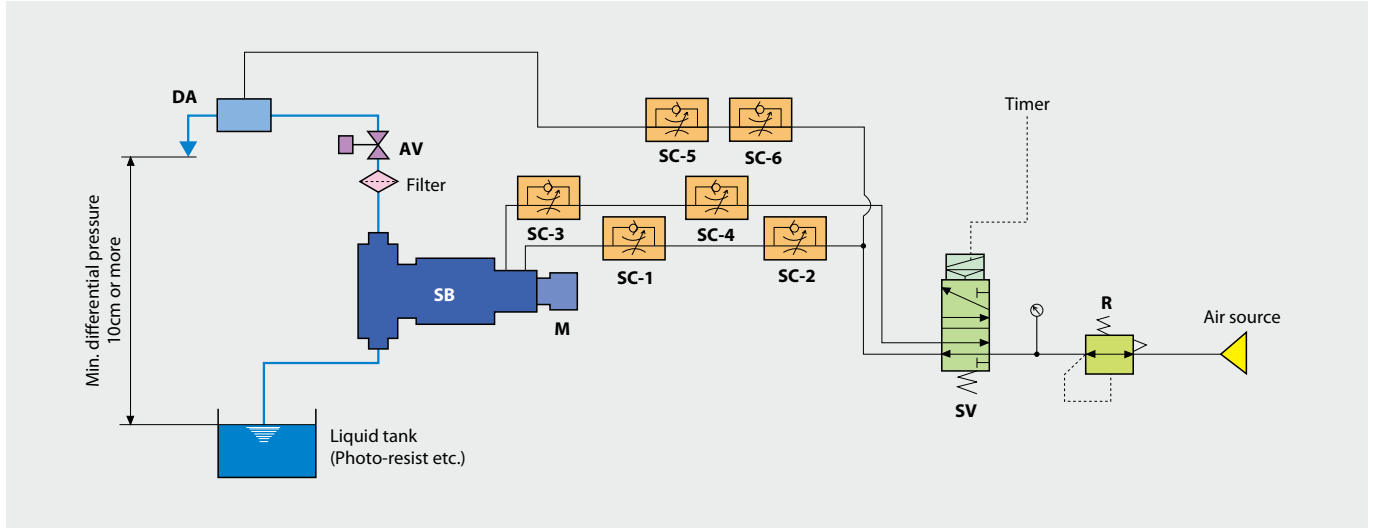 DA
AV
Filter
SC-5
SC-6
Timer
SC-3
SC-4
SC-1
SC-2
SB
M
Min. differential pressure
10cm or more
R
Air source
SV
Liquid tank
(Photo-resist etc.)